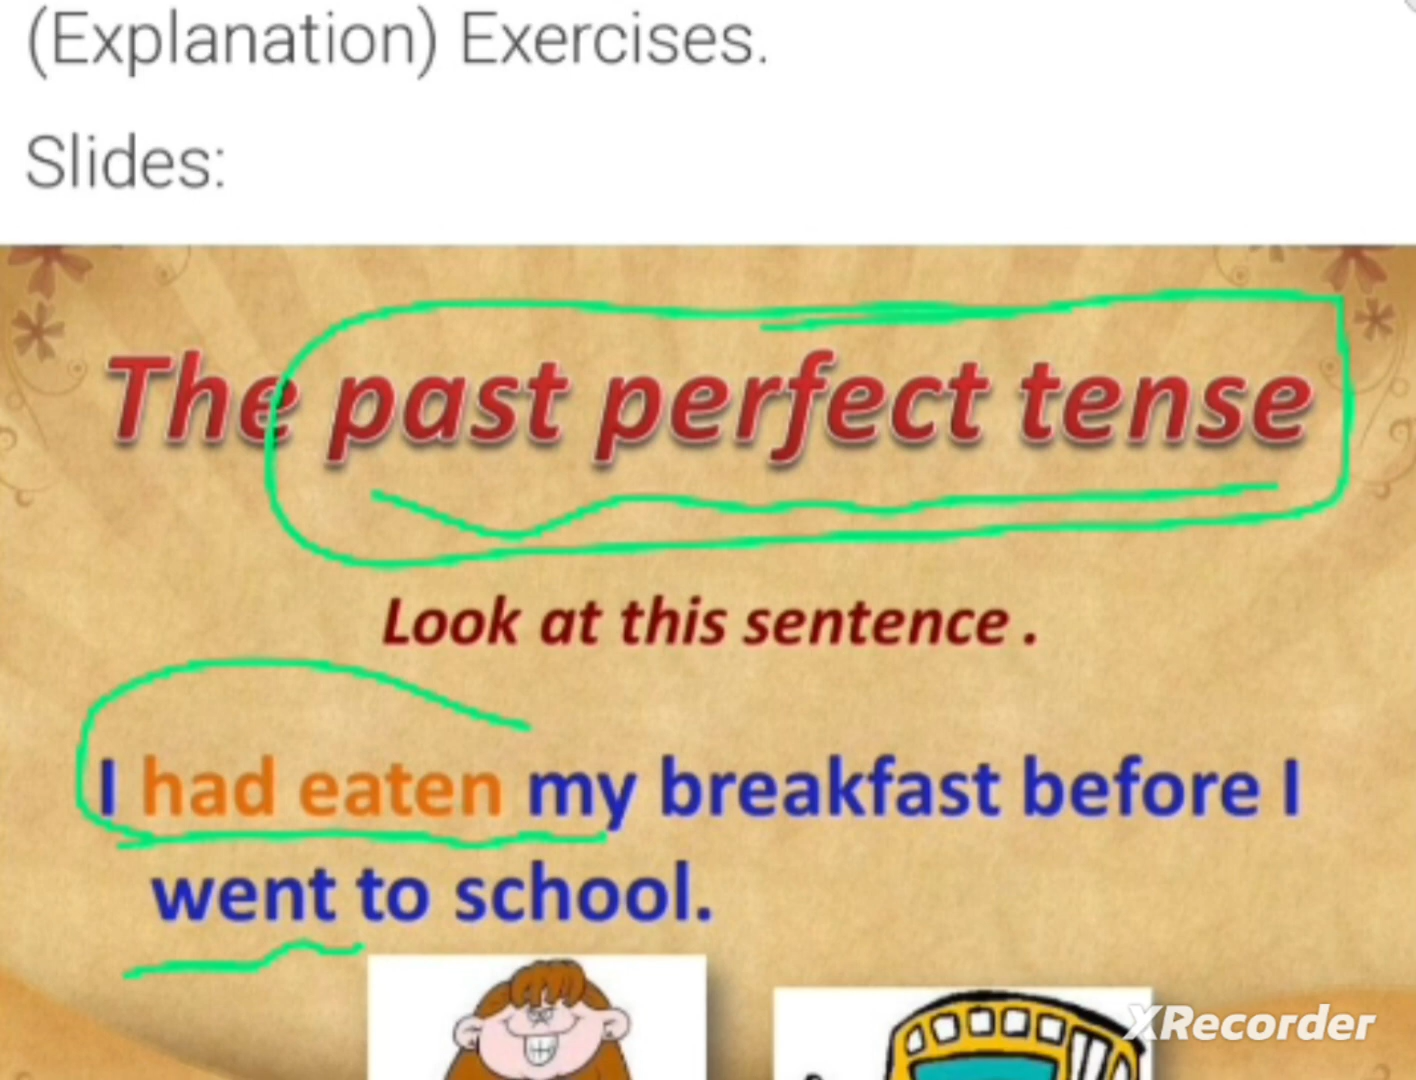 (Explanation) Exercises.
Slides:
The past perfect tense
Look at this sentence .
I had eaten my breakfast before I
went to school.
XRecorder